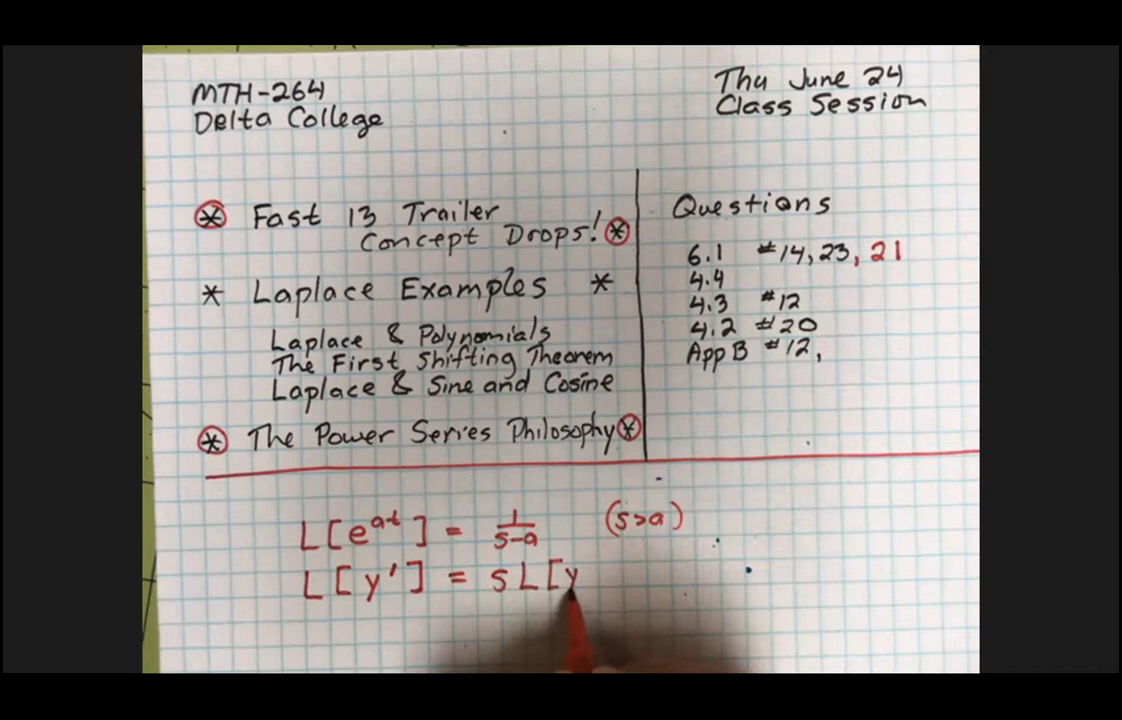 MTH-264
Delta College
Thu June 24
Class Session
Fast 13 Trailer
Concept Drops!
* Laplace Examples *
Laplace & Polynomials
The First Shifting Theorem
Laplace & Sine and Cosine
The Power Series Philosophy
Questions
6.1 #14, 23, 21
4.4
4.3 #12
4.2 #20
App B #12,
L[e^{at}] = 1/(s-a) (s>a)
L[y'] = sL[y